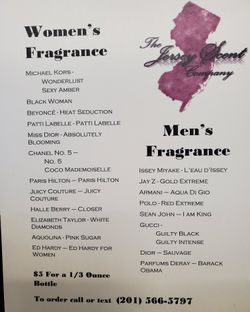 Women's
Fragrance
Michael Kors -
Wonderlust
Sexy Amber
Black Woman
Beyoncé - Heat Seduction
Patti Labelle - Patti Labelle
Miss Dior - Absolutely
Blooming
Chanel No. 5 –
No. 5
Coco Mademoiselle
Paris Hilton – Paris Hilton
Juicy Couture – Juicy
Couture
Halle Berry – Closer
Elizabeth Taylor - White
Diamonds
Aquolina - Pink Sugar
Ed Hardy – Ed Hardy for
Women
$5 For a 1/3 Ounce
Bottle
The
Jersey Scent
Company
Men's
Fragrance
Issey Miyake - L'eau d'Issey
Jay Z - Gold Extreme
Armani – Aqua Di Gio
Polo - Red Extreme
Sean John – I am King
Gucci -
Guilty Black
Guilty Intense
Dior – Sauvage
Parfums Deray – Barack
Obama
To order call or text (201) 566-5797